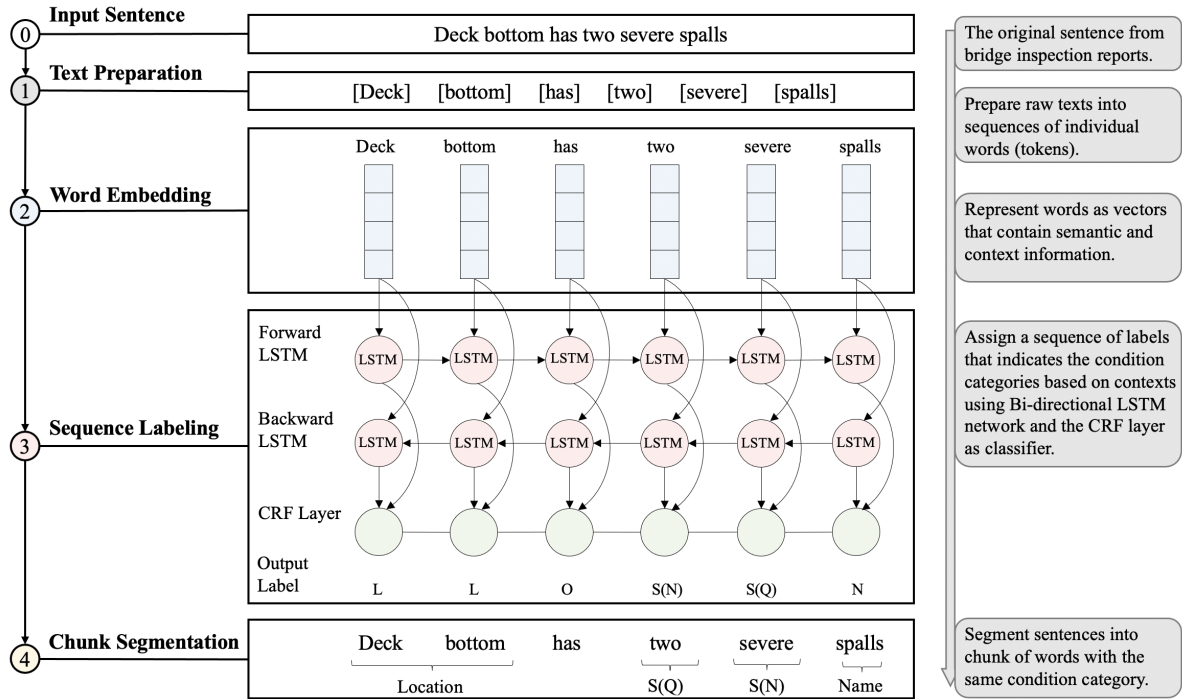 0 Input Sentence
Deck bottom has two severe spalls
The original sentence from
bridge inspection reports.
1 Text Preparation
[Deck] [bottom] [has] [two] [severe] [spalls]
Prepare raw texts into
sequences of individual
words (tokens).
2 Word Embedding
Deck bottom has two severe spalls
Represent words as vectors
that contain semantic and
context information.
3 Sequence Labeling
Forward
LSTM
LSTM LSTM LSTM LSTM LSTM LSTM
Backward
LSTM
LSTM LSTM LSTM LSTM LSTM LSTM
CRF Layer
Output
Label
L L O S(N) S(Q) N
Assign a sequence of labels
that indicates the condition
categories based on contexts
using Bi-directional LSTM
network and the CRF layer
as classifier.
4 Chunk Segmentation
Deck bottom has two severe spalls
Location S(Q) S(N) Name
Segment sentences into
chunk of words with the
same condition category.